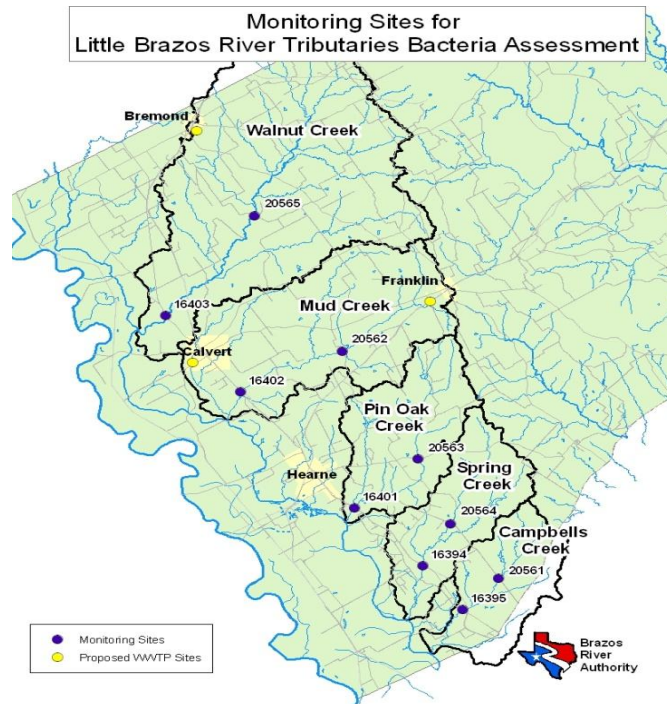 Monitoring Sites for
Little Brazos River Tributaries Bacteria Assessment
Bremond
Walnut Creek
20565
Franklin
16403
Mud Creek
20562
Calvert
16402
Pin Oak
Creek
20563
Hearne
Spring
Creek
16401
20564
Campbells
Creek
16394
20561
16395
Monitoring Sites
Proposed WWTP Sites
Brazos
River
Authority